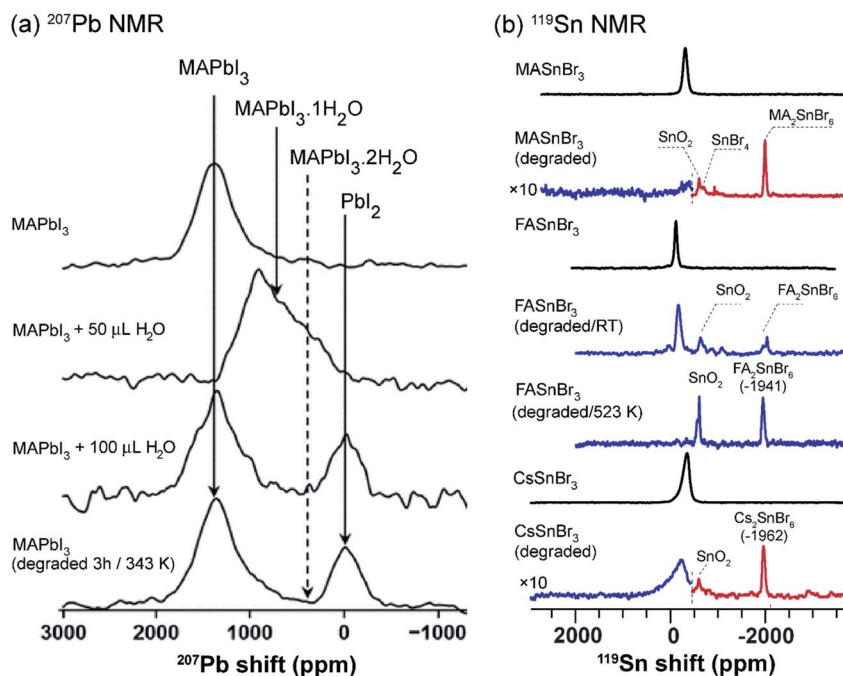 (a) ²⁰⁷Pb NMR
MAPbI₃
MAPbI₃.1H₂O
MAPbI₃.2H₂O
PbI₂
MAPbI₃
MAPbI₃ + 50 μL H₂O
MAPbI₃ + 100 μL H₂O
MAPbI₃
(degraded 3h / 343 K)
3000 2000 1000 0 −1000
²⁰⁷Pb shift (ppm)
(b) ¹¹⁹Sn NMR
MASnBr₃
MASnBr₃
(degraded)
×10
SnO₂
SnBr₄
MA₂SnBr₆
FASnBr₃
FASnBr₃
(degraded/RT)
SnO₂
FA₂SnBr₆
FASnBr₃
(degraded/523 K)
SnO₂
FA₂SnBr₆
(-1941)
CsSnBr₃
CsSnBr₃
(degraded)
×10
SnO₂
Cs₂SnBr₆
(-1962)
2000 0 -2000
¹¹⁹Sn shift (ppm)